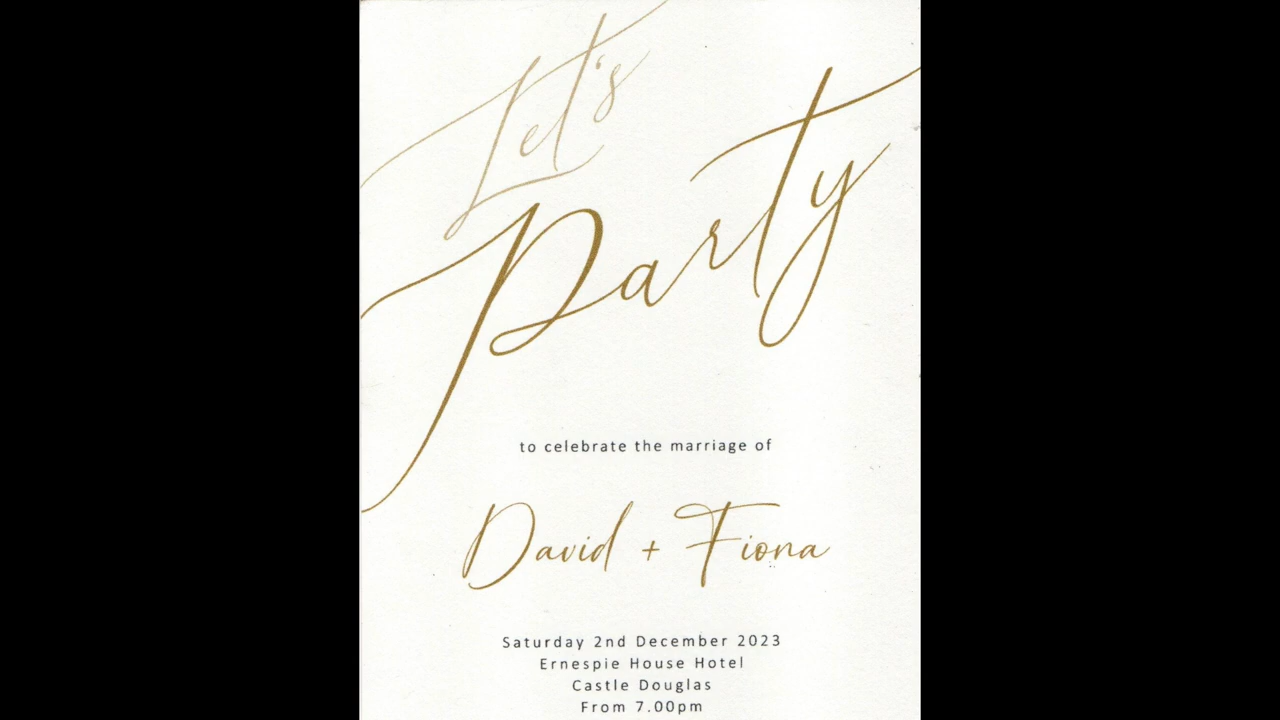 Let's
Party
to celebrate the marriage of
David + Fiona
Saturday 2nd December 2023
Ernespie House Hotel
Castle Douglas
From 7.00pm